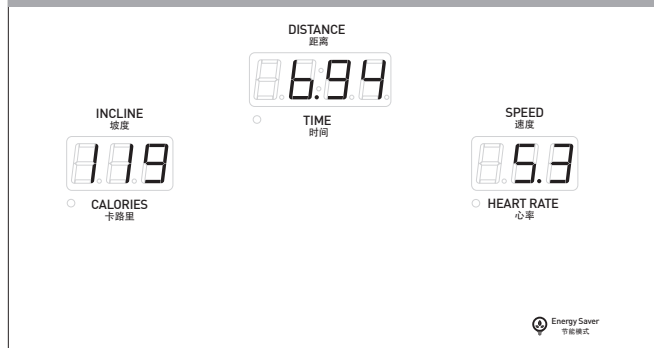 DISTANCE
距离
6.94
TIME
时间
INCLINE
坡度
119
CALORIES
卡路里
SPEED
速度
5.3
HEART RATE
心率
Energy Saver
节能模式